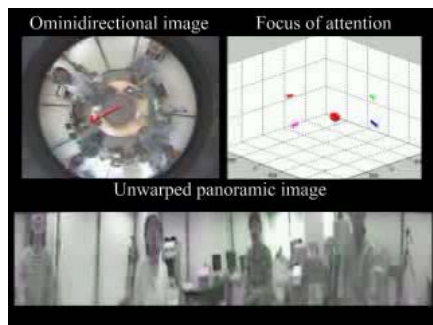 Ominidirectional image
Focus of attention
Unwarped panoramic image